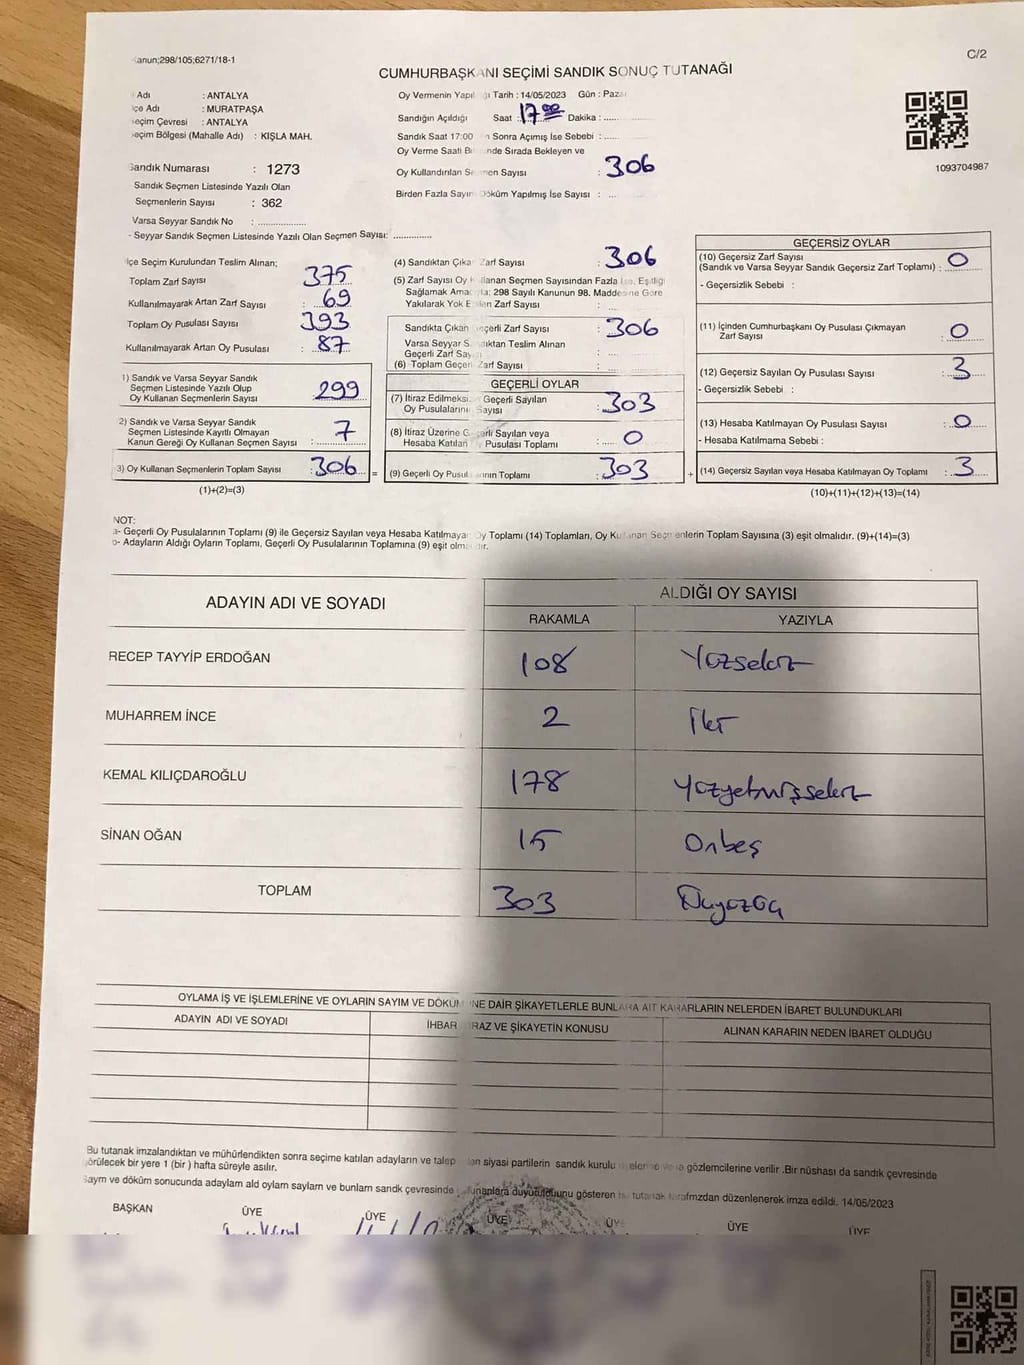 Kanun;298/105;6271/18-1
C/2
CUMHURBAŞKANI SEÇİMİ SANDIK SONUÇ TUTANAĞI
Adı : ANTALYA
İlçe Adı : MURATPAŞA
Seçim Çevresi : ANTALYA
Seçim Bölgesi (Mahalle Adı) : KIŞLA MAH.
Sandık Numarası : 1273
Sandık Seçmen Listesinde Yazılı Olan
Seçmenlerin Sayısı : 362
Varsa Seyyar Sandık No :
- Seyyar Sandık Seçmen Listesinde Yazılı Olan Seçmen Sayısı:
Oy Vermenin Yapıldığı Tarih : 14/05/2023 Gün : Pazar
Sandığın Açıldığı Saat : 17 00 Dakika :
Sandık Saat 17:00 n Sonra Açımış İse Sebebi :
Oy Verme Saati Bi nde Sırada Bekleyen ve
Oy Kullandırılan Seçmen Sayısı : 306
Birden Fazla Sayım Döküm Yapılmış İse Sayısı :
1093704987
İlçe Seçim Kurulundan Teslim Alınan;
Toplam Zarf Sayısı : 375
Kullanılmayarak Artan Zarf Sayısı : 69
Toplam Oy Pusulası Sayısı : 393
Kullanılmayarak Artan Oy Pusulası : 87
1) Sandık ve Varsa Seyyar Sandık
Seçmen Listesinde Yazılı Olup
Oy Kullanan Seçmenlerin Sayısı : 299
2) Sandık ve Varsa Seyyar Sandık
Seçmen Listesinde Kayıtlı Olmayan
Kanun Gereği Oy Kullanan Seçmen Sayısı : 7
3) Oy Kullanan Seçmenlerin Toplam Sayısı : 306 =
(1)+(2)=(3)
(4) Sandıktan Çıkan Zarf Sayısı : 306
(5) Zarf Sayısı Oy Kullanan Seçmen Sayısından Fazla İse, Eşitliği
Sağlamak Amacıyla; 298 Sayılı Kanunun 98. Maddesine Göre
Yakılarak Yok Edilen Zarf Sayısı :
Sandıkta Çıkan Geçerli Zarf Sayısı : 306
Varsa Seyyar Sandıktan Teslim Alınan
Geçerli Zarf Sayısı :
(6) Toplam Geçerli Zarf Sayısı :
GEÇERLİ OYLAR
(7) İtiraz Edilmeksizin Geçerli Sayılan
Oy Pusulalarının Sayısı : 303
(8) İtiraz Üzerine Geçerli Sayılan veya
Hesaba Katılan Oy Pusulası Toplamı : 0
(9) Geçerli Oy Pusulalarının Toplamı : 303 +
GEÇERSİZ OYLAR
(10) Geçersiz Zarf Sayısı
(Sandık ve Varsa Seyyar Sandık Geçersiz Zarf Toplamı) : 0
- Geçersizlik Sebebi :
(11) İçinden Cumhurbaşkanı Oy Pusulası Çıkmayan
Zarf Sayısı : 0
(12) Geçersiz Sayılan Oy Pusulası Sayısı : 3
- Geçersizlik Sebebi :
(13) Hesaba Katılmayan Oy Pusulası Sayısı : 0
- Hesaba Katılmama Sebebi :
(14) Geçersiz Sayılan veya Hesaba Katılmayan Oy Toplamı : 3
(10)+(11)+(12)+(13)=(14)
NOT:
a- Geçerli Oy Pusulalarının Toplamı (9) ile Geçersiz Sayılan veya Hesaba Katılmayan Oy Toplamı (14) Toplamları, Oy Kullanan Seçmenlerin Toplam Sayısına (3) eşit olmalıdır. (9)+(14)=(3)
b- Adayların Aldığı Oyların Toplamı, Geçerli Oy Pusulalarının Toplamına (9) eşit olmalıdır.
ADAYIN ADI VE SOYADI ALDIĞI OY SAYISI
RAKAMLA YAZIYLA
RECEP TAYYİP ERDOĞAN 108 Yüzsekiz
MUHARREM İNCE 2 İki
KEMAL KILIÇDAROĞLU 178 Yüzyetmişsekiz
SİNAN OĞAN 15 Onbeş
TOPLAM 303 Üçyüzüç
OYLAMA İŞ VE İŞLEMLERİNE VE OYLARIN SAYIM VE DÖKÜMÜNE DAİR ŞİKAYETLERLE BUNLARA AİT KARARLARIN NELERDEN İBARET BULUNDUKLARI
ADAYIN ADI VE SOYADI İHBAR İTİRAZ VE ŞİKAYETİN KONUSU ALINAN KARARIN NEDEN İBARET OLDUĞU
Bu tutanak imzalandıktan ve mühürlendikten sonra seçime katılan adayların ve talep eden siyasi partilerin sandık kurulu üyelerine veya gözlemcilerine verilir .Bir nüshası da sandık çevresinde
görülecek bir yere 1 (bir ) hafta süreyle asılır.
Sayım ve döküm sonucunda adayların aldığı oyların sayılarını ve bunların sandık çevresinde bulunanlara duyurulduğunu gösteren bu tutanak tarafımızdan düzenlenerek imza edildi. 14/05/2023
BAŞKAN ÜYE ÜYE ÜYE ÜYE ÜYE ÜYE